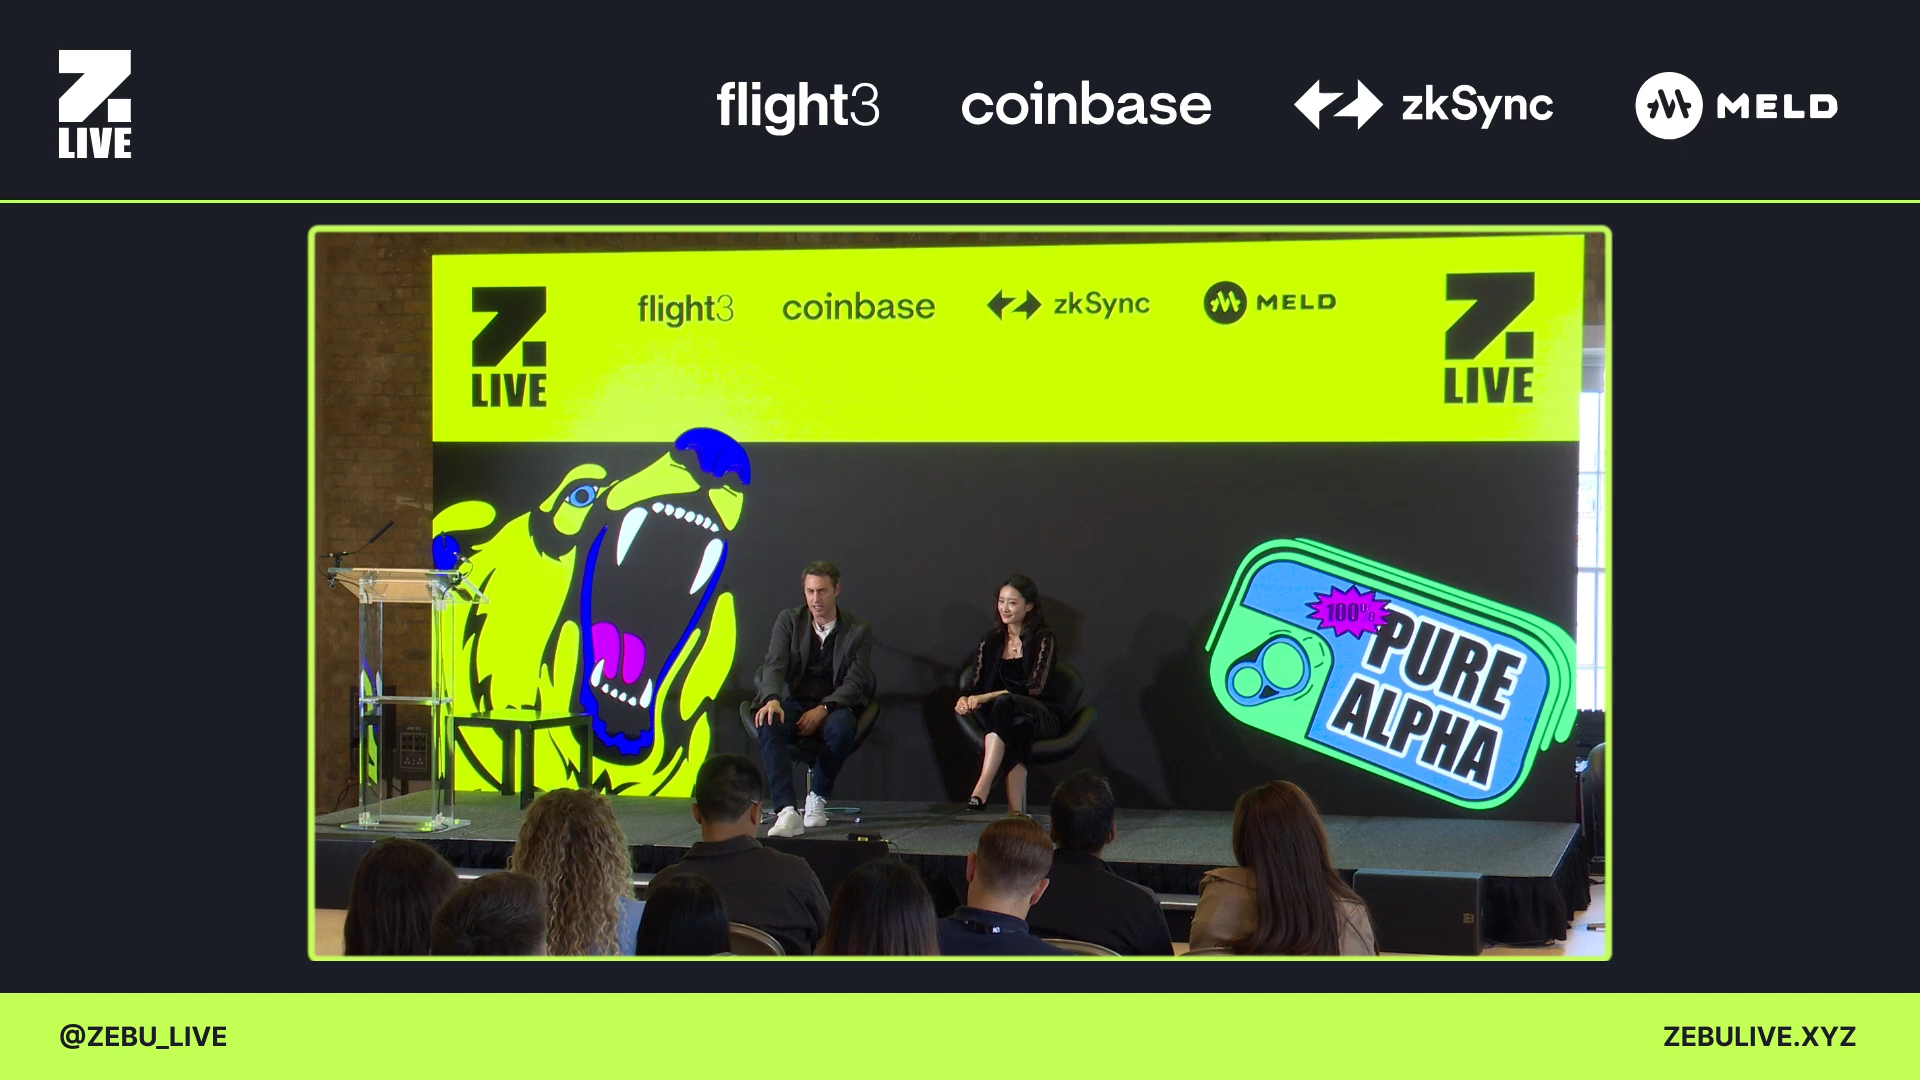 Z.
LIVE
flight3
coinbase
zkSync
MELD
Z.
LIVE
flight3
coinbase
zkSync
MELD
Z.
LIVE
100%
PURE
ALPHA
@ZEBU_LIVE
ZEBULIVE.XYZ